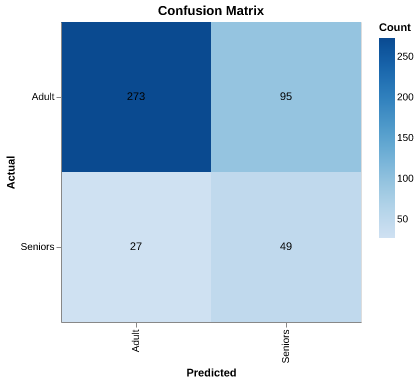 Confusion Matrix
Count
Actual
Adult
273
95
Seniors
27
49
250
200
150
100
50
Adult
Seniors
Predicted